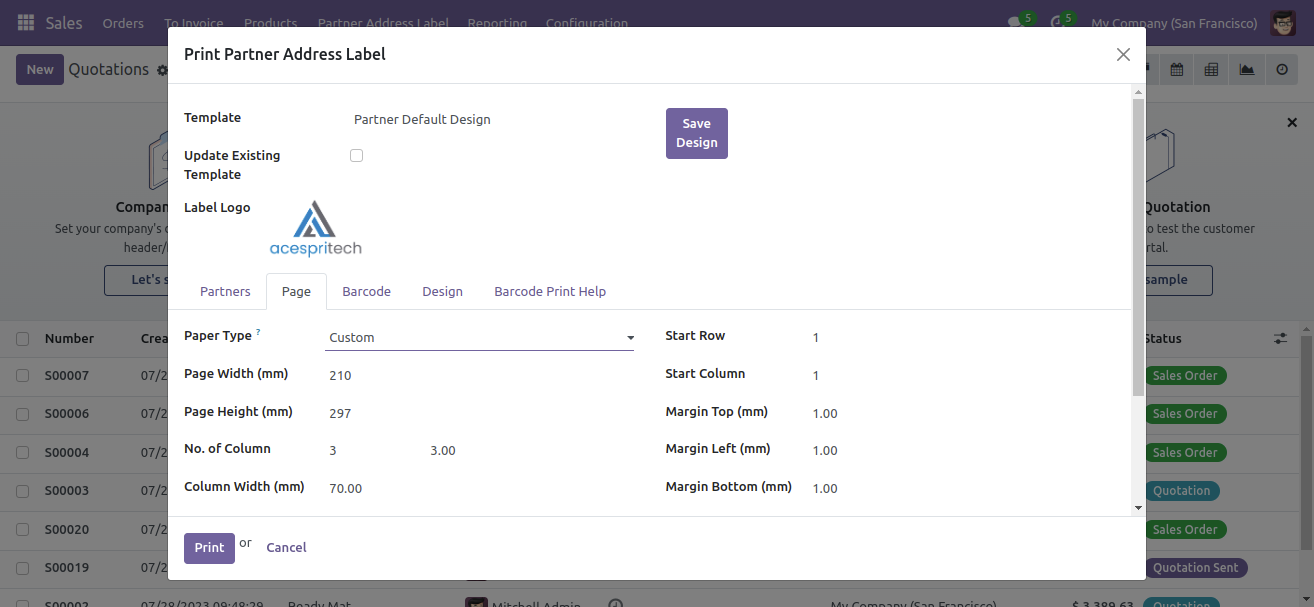 Sales Orders To Invoice Products Partner Address Label Reporting Configuration 5 5 My Company (San Francisco)
Print Partner Address Label
New Quotations
Template Partner Default Design Save
Design
Update Existing
Template
Label Logo
acespritech
Compan Quotation
Set your company's o to test the customer
header/ rtal.
Let's s sample
Partners Page Barcode Design Barcode Print Help
Number Crea Status
Paper Type ? Custom Start Row 1
Page Width (mm) 210 Start Column 1
Page Height (mm) 297 Margin Top (mm) 1.00
No. of Column 3 3.00 Margin Left (mm) 1.00
Column Width (mm) 70.00 Margin Bottom (mm) 1.00
S00007 07/2 Sales Order
S00006 07/2 Sales Order
S00004 07/2 Sales Order
S00003 07/2 Quotation
S00020 07/2 Sales Order
S00019 07/2 Quotation Sent
Print or Cancel
S00002 07/28/2023 09:48:29 Ready Mat Mitchell Admin My Company (San Francisco) $ 3,389.63 Quotation